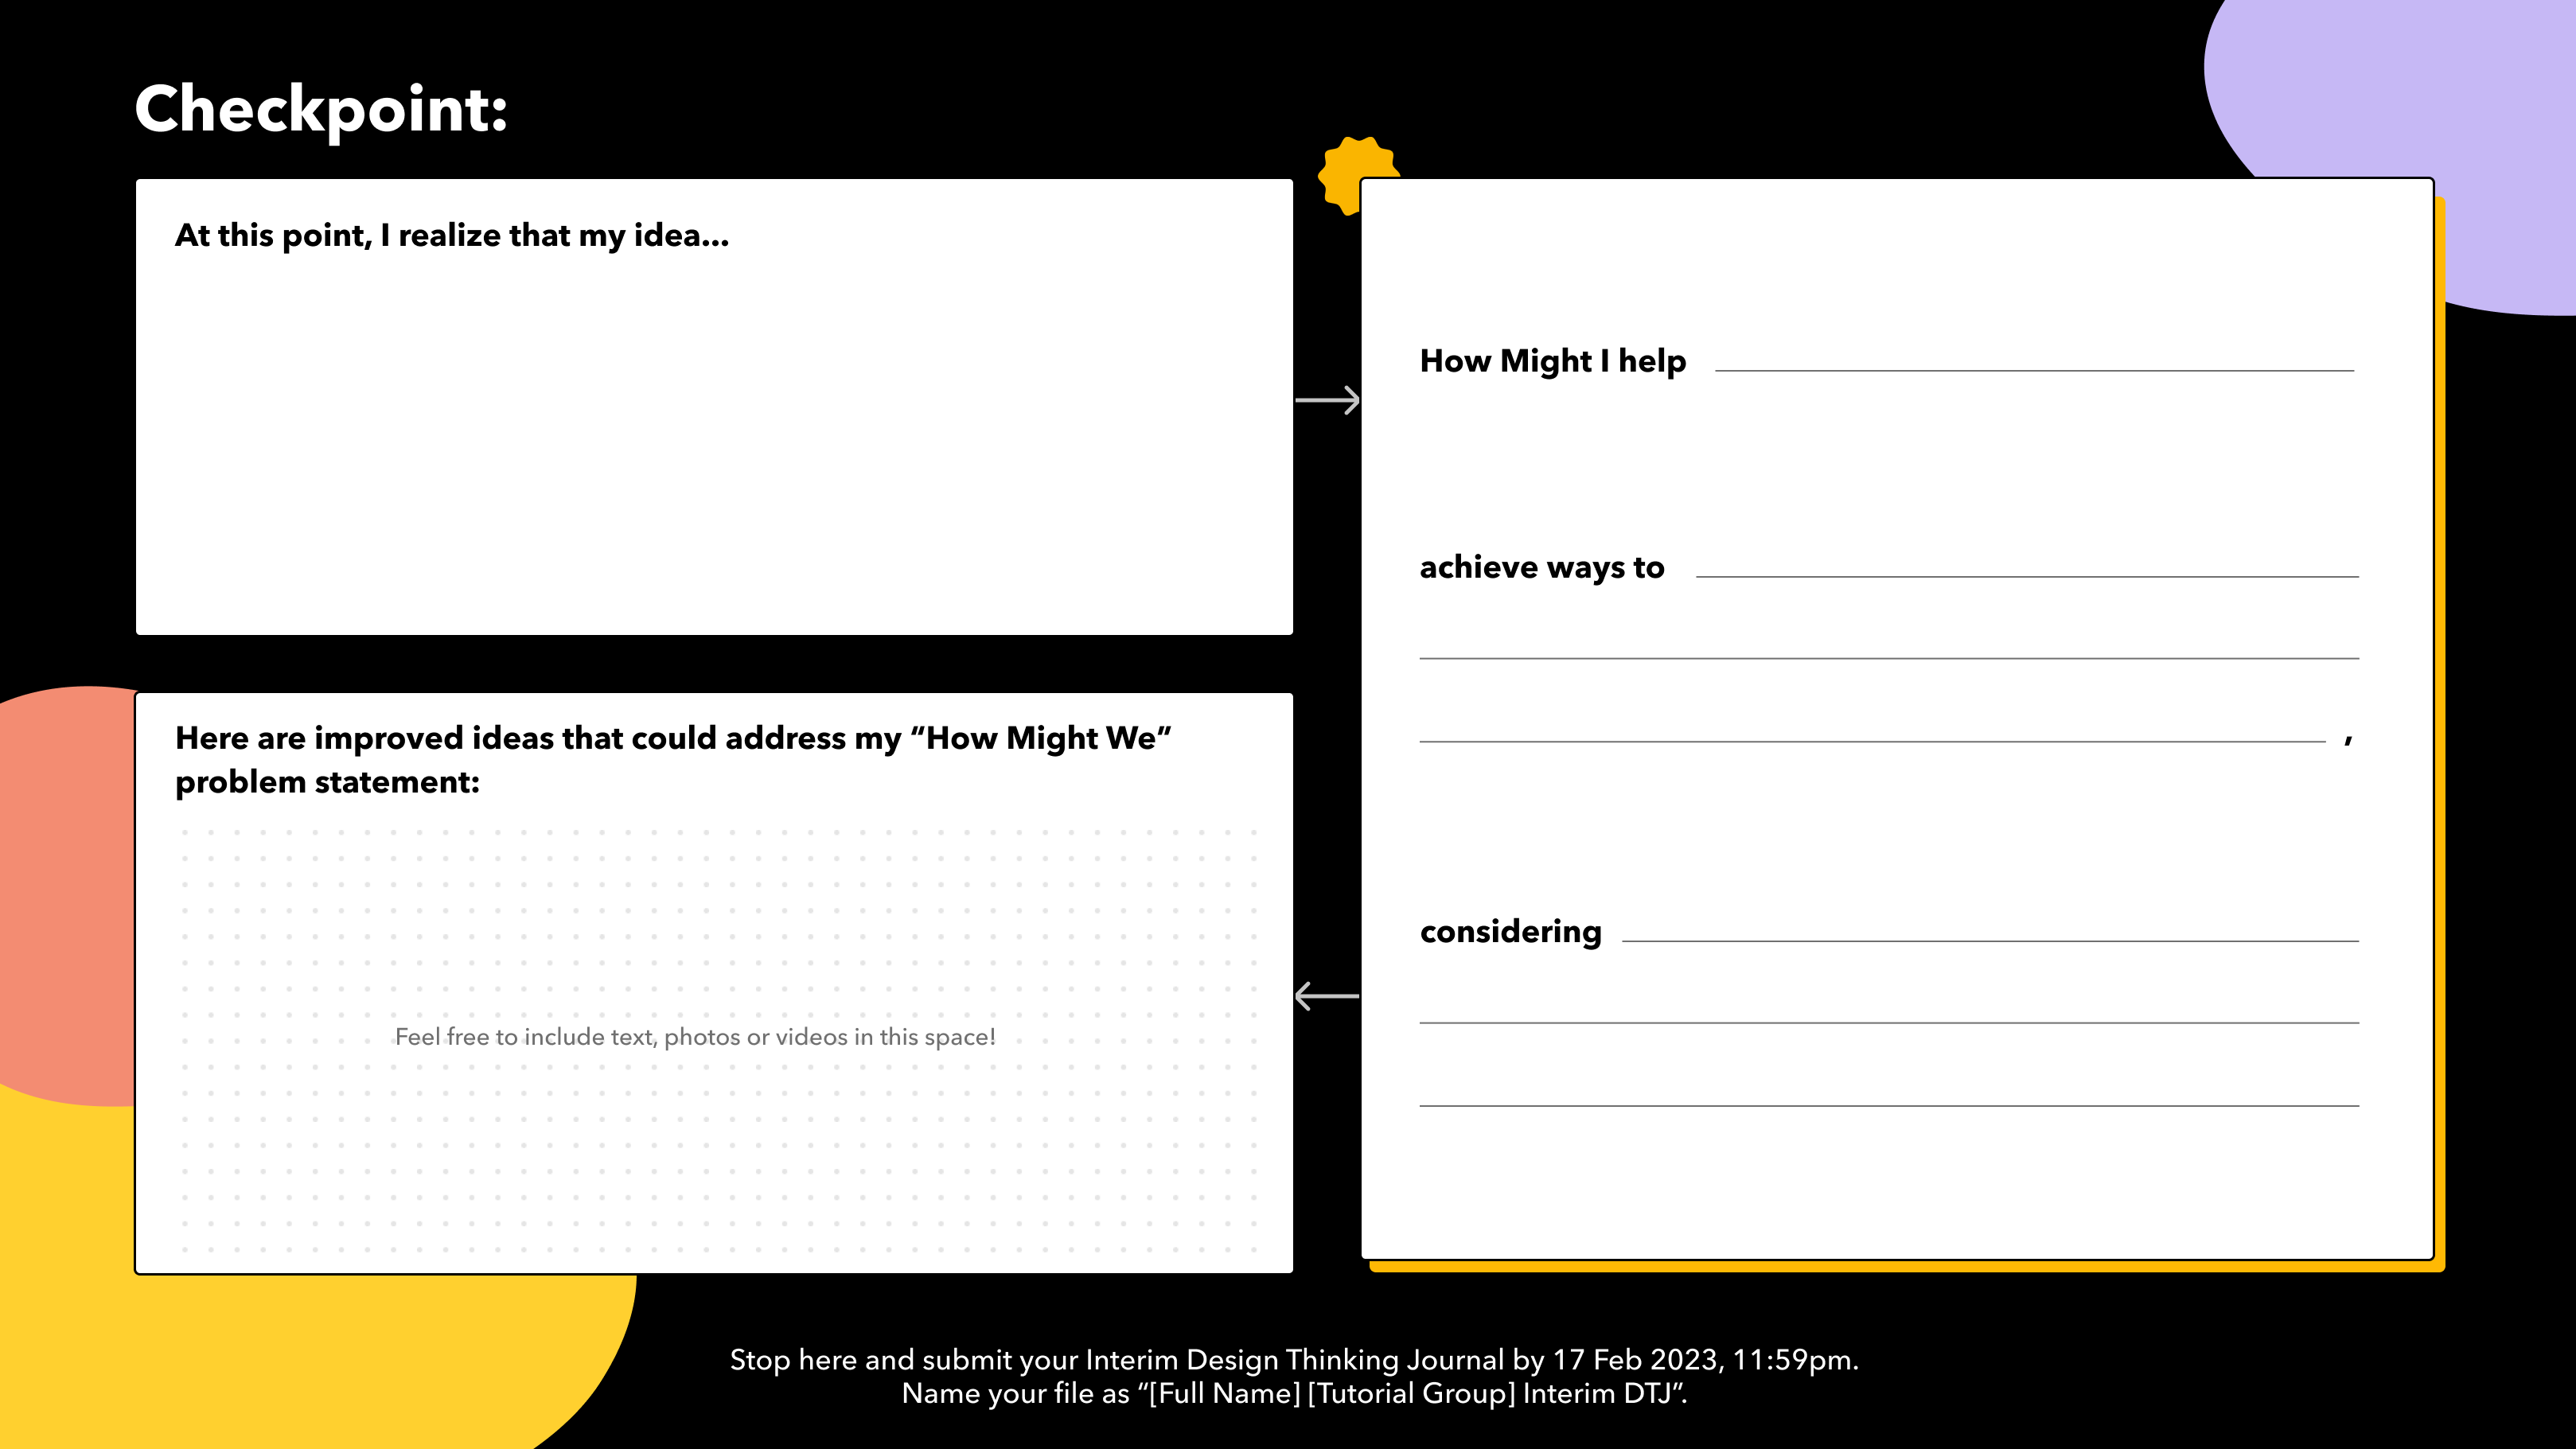 Checkpoint:
At this point, I realize that my idea...
How Might I help
achieve ways to
,
considering
Here are improved ideas that could address my “How Might We”
problem statement:
Feel free to include text, photos or videos in this space!
Stop here and submit your Interim Design Thinking Journal by 17 Feb 2023, 11:59pm.
Name your file as “[Full Name] [Tutorial Group] Interim DTJ”.